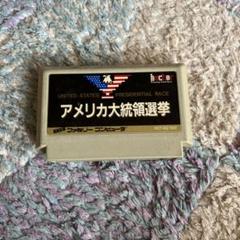 HCB
UNITED STATES PRESIDENTIAL RACE
アメリカ大統領選挙
ファミリーコンピュータ